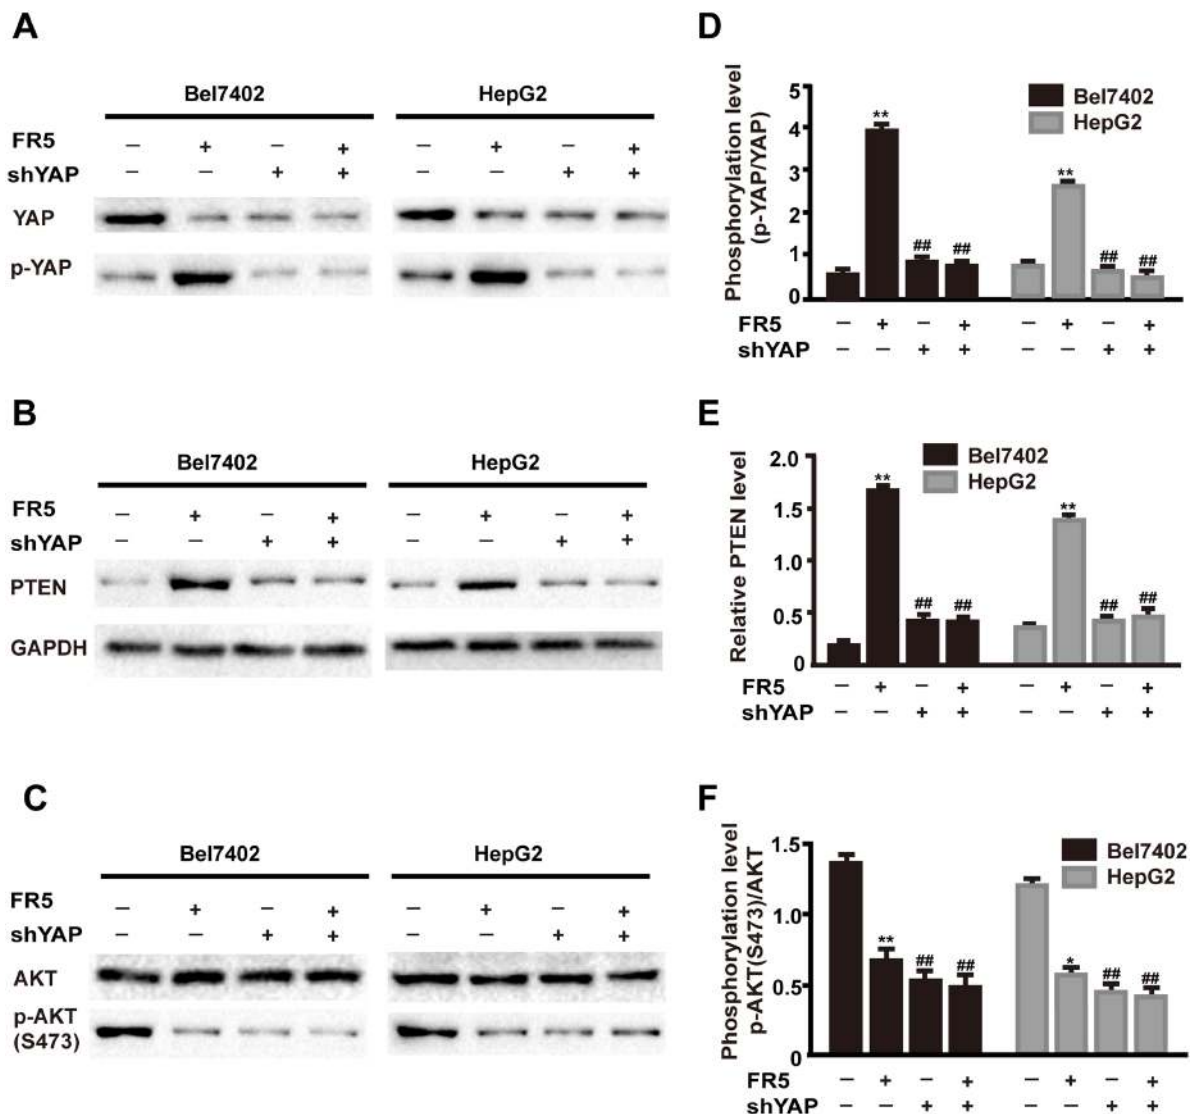 A
Bel7402 HepG2
FR5 – + – + – + – +
shYAP – – + + – – + +
YAP
p-YAP
D
Phosphorylation level
(p-YAP/YAP)
5
4
3
2
1
0
Bel7402
HepG2
** ## ## ** ## ##
FR5 – + – + – + – +
shYAP – – + + – – + +
B
Bel7402 HepG2
FR5 – + – + – + – +
shYAP – – + + – – + +
PTEN
GAPDH
E
Relative PTEN level
2.0
1.5
1.0
0.5
0
Bel7402
HepG2
** ## ## ** ## ##
FR5 – + – + – + – +
shYAP – – + + – – + +
C
Bel7402 HepG2
FR5 – + – + – + – +
shYAP – – + + – – + +
AKT
p-AKT
(S473)
F
Phosphorylation level
p-AKT(S473)/AKT
1.5
1.0
0.5
0
Bel7402
HepG2
** ## ## * ## ##
FR5 – + – + – + – +
shYAP – – + + – – + +